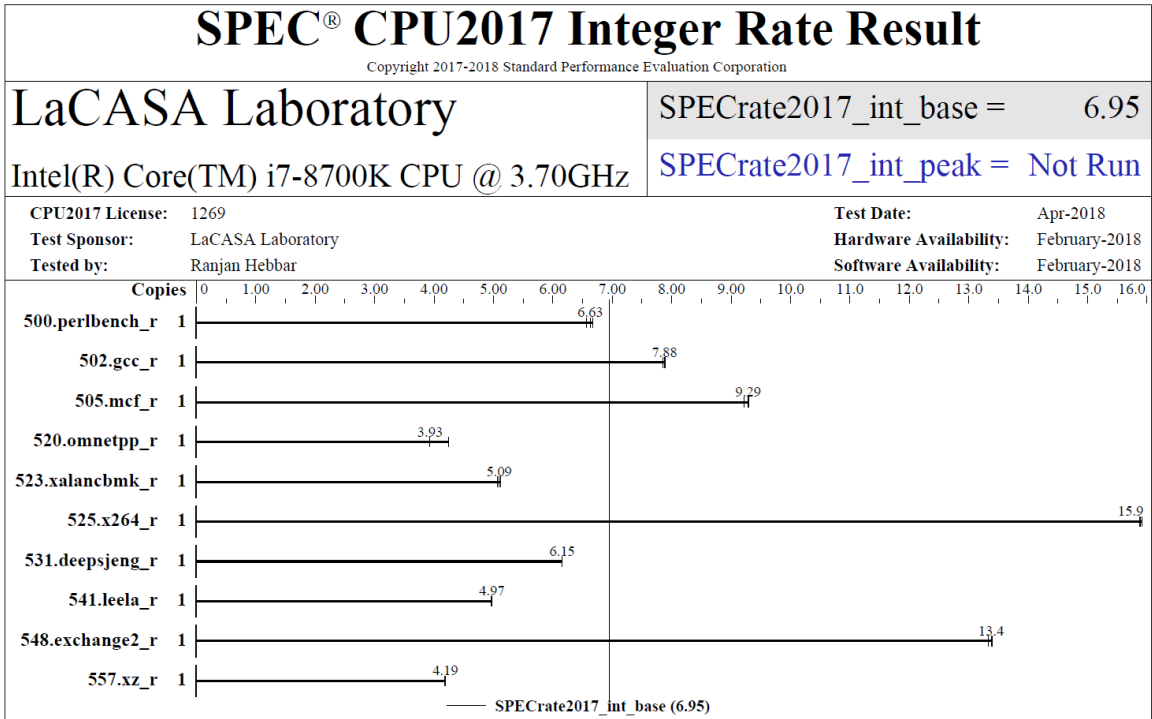 SPEC® CPU2017 Integer Rate Result
Copyright 2017-2018 Standard Performance Evaluation Corporation
LaCASA Laboratory
Intel(R) Core(TM) i7-8700K CPU @ 3.70GHz
SPECrate2017_int_base = 6.95
SPECrate2017_int_peak = Not Run
CPU2017 License: 1269
Test Sponsor: LaCASA Laboratory
Tested by: Ranjan Hebbar
Test Date: Apr-2018
Hardware Availability: February-2018
Software Availability: February-2018
Copies 0 1.00 2.00 3.00 4.00 5.00 6.00 7.00 8.00 9.00 10.0 11.0 12.0 13.0 14.0 15.0 16.0
500.perlbench_r 1 6.63
502.gcc_r 1 7.88
505.mcf_r 1 9.29
520.omnetpp_r 1 3.93
523.xalancbmk_r 1 5.09
525.x264_r 1 15.9
531.deepsjeng_r 1 6.15
541.leela_r 1 4.97
548.exchange2_r 1 13.4
557.xz_r 1 4.19
SPECrate2017_int_base (6.95)